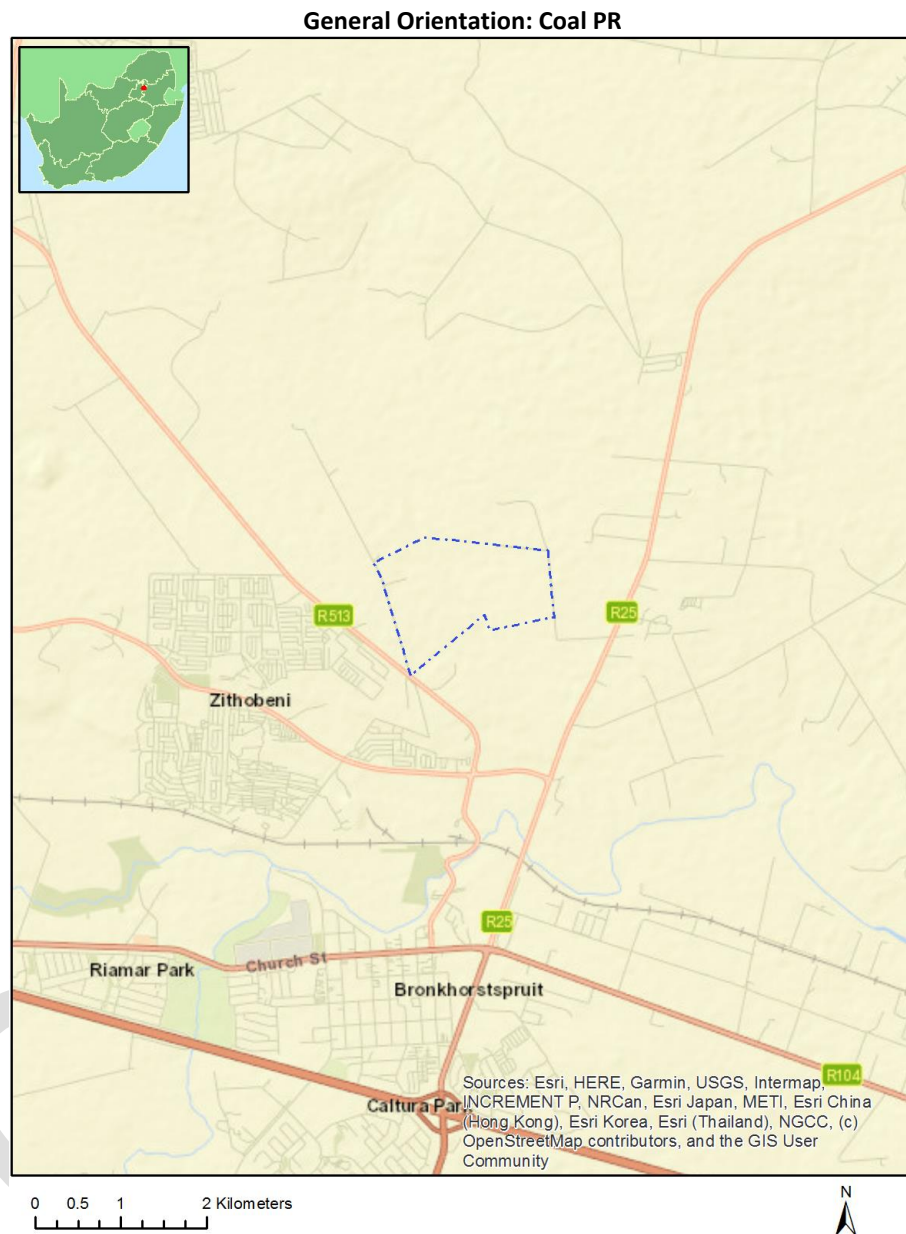 General Orientation: Coal PR
R513
R25
Zithobeni
R25
Church St
Riamar Park
Bronkhorstspruit
R104
Caltura Park
Sources: Esri, HERE, Garmin, USGS, Intermap,
INCREMENT P, NRCan, Esri Japan, METI, Esri China
(Hong Kong), Esri Korea, Esri (Thailand), NGCC, (c)
OpenStreetMap contributors, and the GIS User
Community
0 0.5 1 2 Kilometers
N